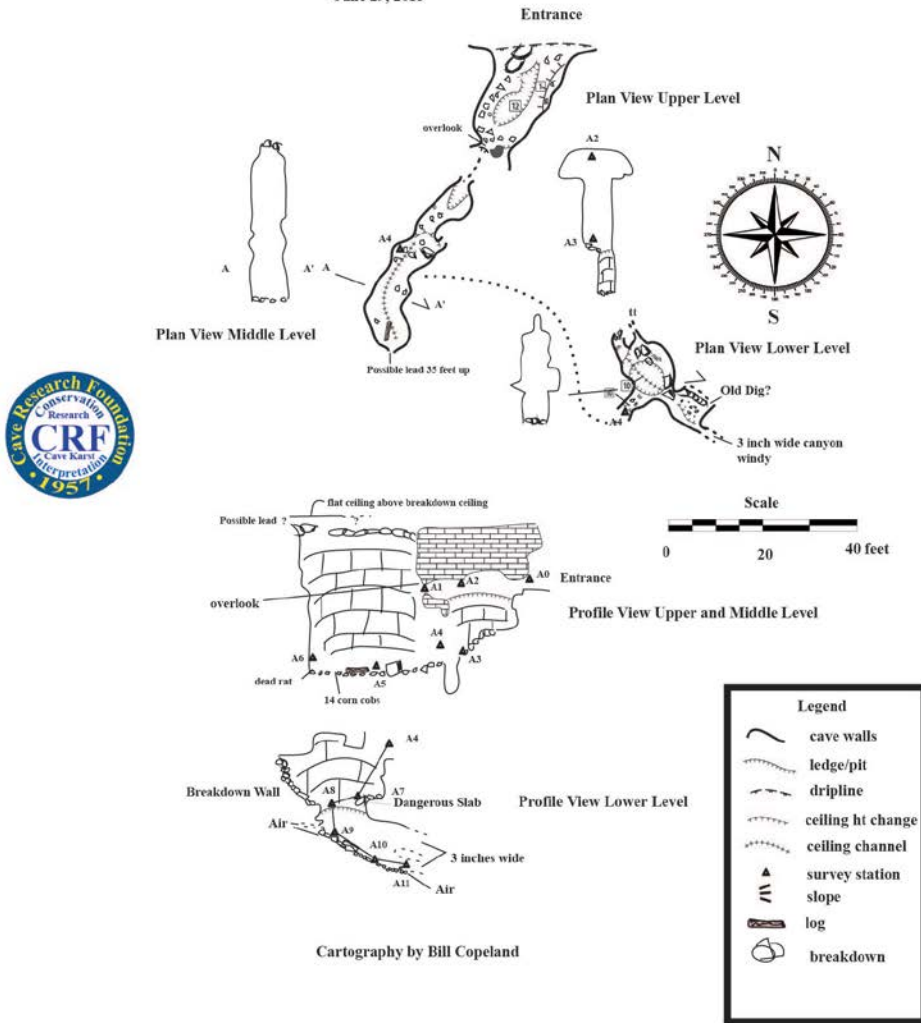 Entrance
Plan View Upper Level
12
overlook
A2
N
A4
A3
A
A'
A
A'
S
Plan View Middle Level
ft
Plan View Lower Level
Possible lead 35 feet up
10
Old Dig?
A4
3 inch wide canyon
windy
Cave Research Foundation
Conservation
Research
CRF
Cave Karst
Interpretation
• 1957 •
Scale
0
20
40 feet
flat ceiling above breakdown ceiling
Possible lead ?
?
A0
Entrance
A1
A2
overlook
Profile View Upper and Middle Level
A4
A3
A6
A5
dead rat
14 corn cobs
Legend
cave walls
ledge/pit
dripline
ceiling ht change
ceiling channel
survey station
slope
log
breakdown
A4
Breakdown Wall
A8
A7
Dangerous Slab
Profile View Lower Level
Air
A9
A10
3 inches wide
A11
Air
Cartography by Bill Copeland